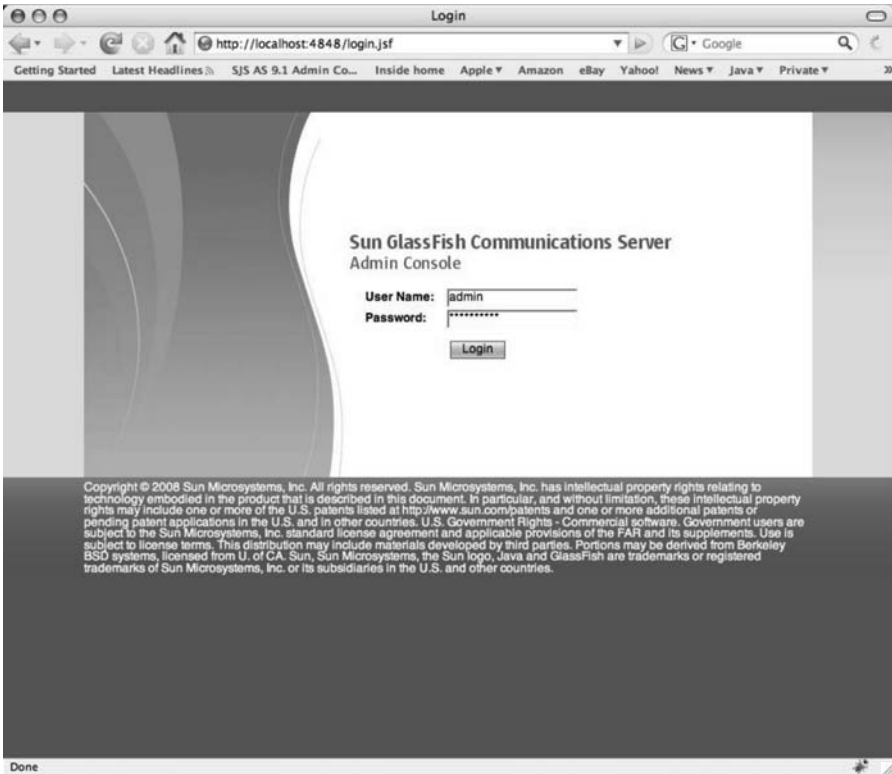 Login
http://localhost:4848/login.jsf
G Google
Getting Started Latest Headlines SJS AS 9.1 Admin Co... Inside home Apple Amazon eBay Yahoo! News Java Private »
Sun GlassFish Communications Server
Admin Console
User Name: admin
Password: **********
Login
Copyright © 2008 Sun Microsystems, Inc. All rights reserved. Sun Microsystems, Inc. has intellectual property rights relating to
technology embodied in the product that is described in this document. In particular, and without limitation, these intellectual property
rights may include one or more of the U.S. patents listed at http://www.sun.com/patents and one or more additional patents or
pending patent applications in the U.S. and in other countries. U.S. Government Rights - Commercial software. Government users are
subject to the Sun Microsystems, Inc. standard license agreement and applicable provisions of the FAR and its supplements. Use is
subject to license terms. This distribution may include materials developed by third parties. Portions may be derived from Berkeley
BSD systems, licensed from U. of CA. Sun, Sun Microsystems, the Sun logo, Java and GlassFish are trademarks or registered
trademarks of Sun Microsystems, Inc. or its subsidiaries in the U.S. and other countries.
Done